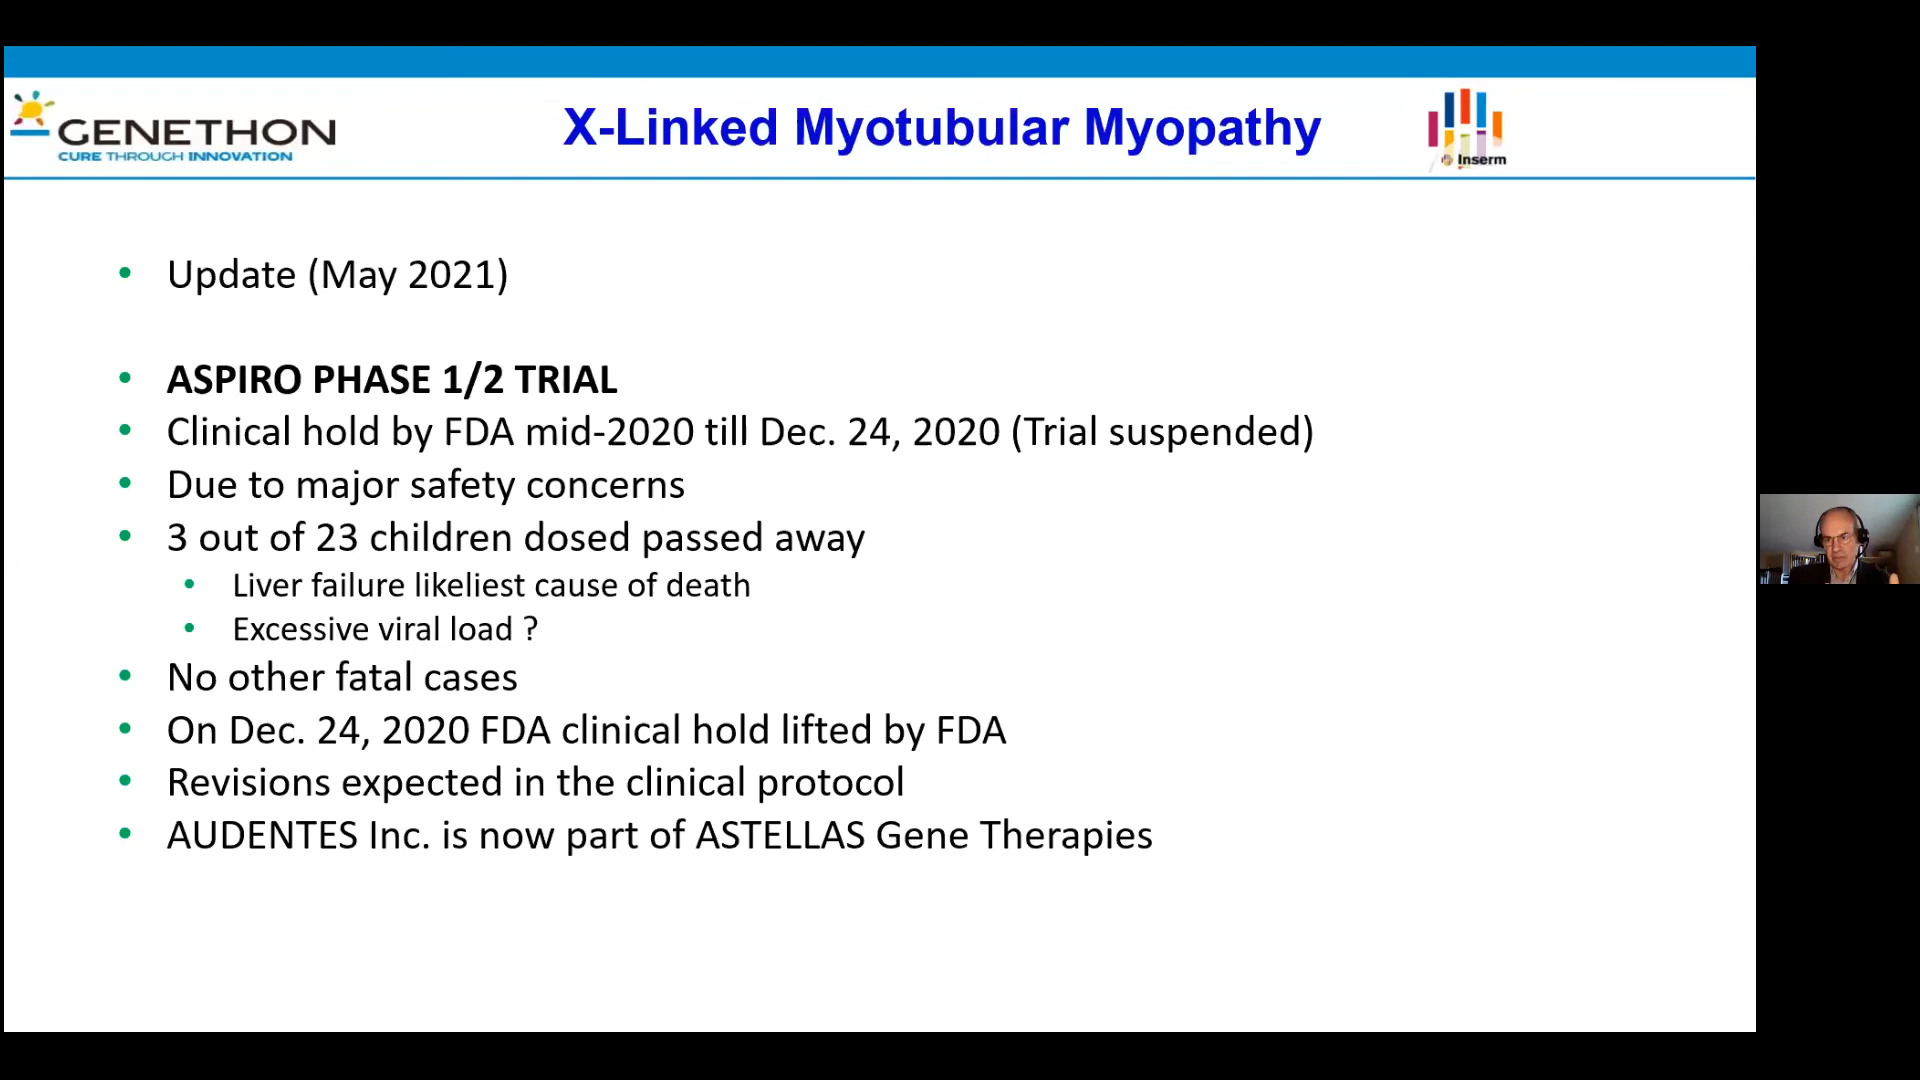 GENETHON
CURE THROUGH INNOVATION
X-Linked Myotubular Myopathy
Inserm
• Update (May 2021)
• ASPIRO PHASE 1/2 TRIAL
• Clinical hold by FDA mid-2020 till Dec. 24, 2020 (Trial suspended)
• Due to major safety concerns
• 3 out of 23 children dosed passed away
• Liver failure likeliest cause of death
• Excessive viral load ?
• No other fatal cases
• On Dec. 24, 2020 FDA clinical hold lifted by FDA
• Revisions expected in the clinical protocol
• AUDENTES Inc. is now part of ASTELLAS Gene Therapies